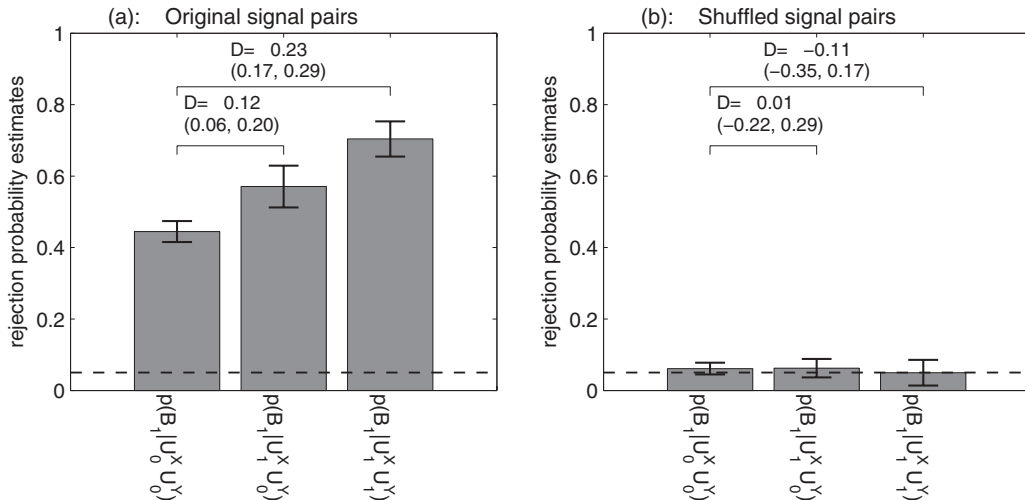 (a): Original signal pairs
rejection probability estimates
1
0.8
0.6
0.4
0.2
0
D= 0.23
(0.17, 0.29)
D= 0.12
(0.06, 0.20)
p(B₁|U₀ˣ U₀ʸ)
p(B₁|U₁ˣ U₀ʸ)
p(B₁|U₁ˣ U₁ʸ)
(b): Shuffled signal pairs
rejection probability estimates
1
0.8
0.6
0.4
0.2
0
D= −0.11
(−0.35, 0.17)
D= 0.01
(−0.22, 0.29)
p(B₁|U₀ˣ U₀ʸ)
p(B₁|U₁ˣ U₀ʸ)
p(B₁|U₁ˣ U₁ʸ)